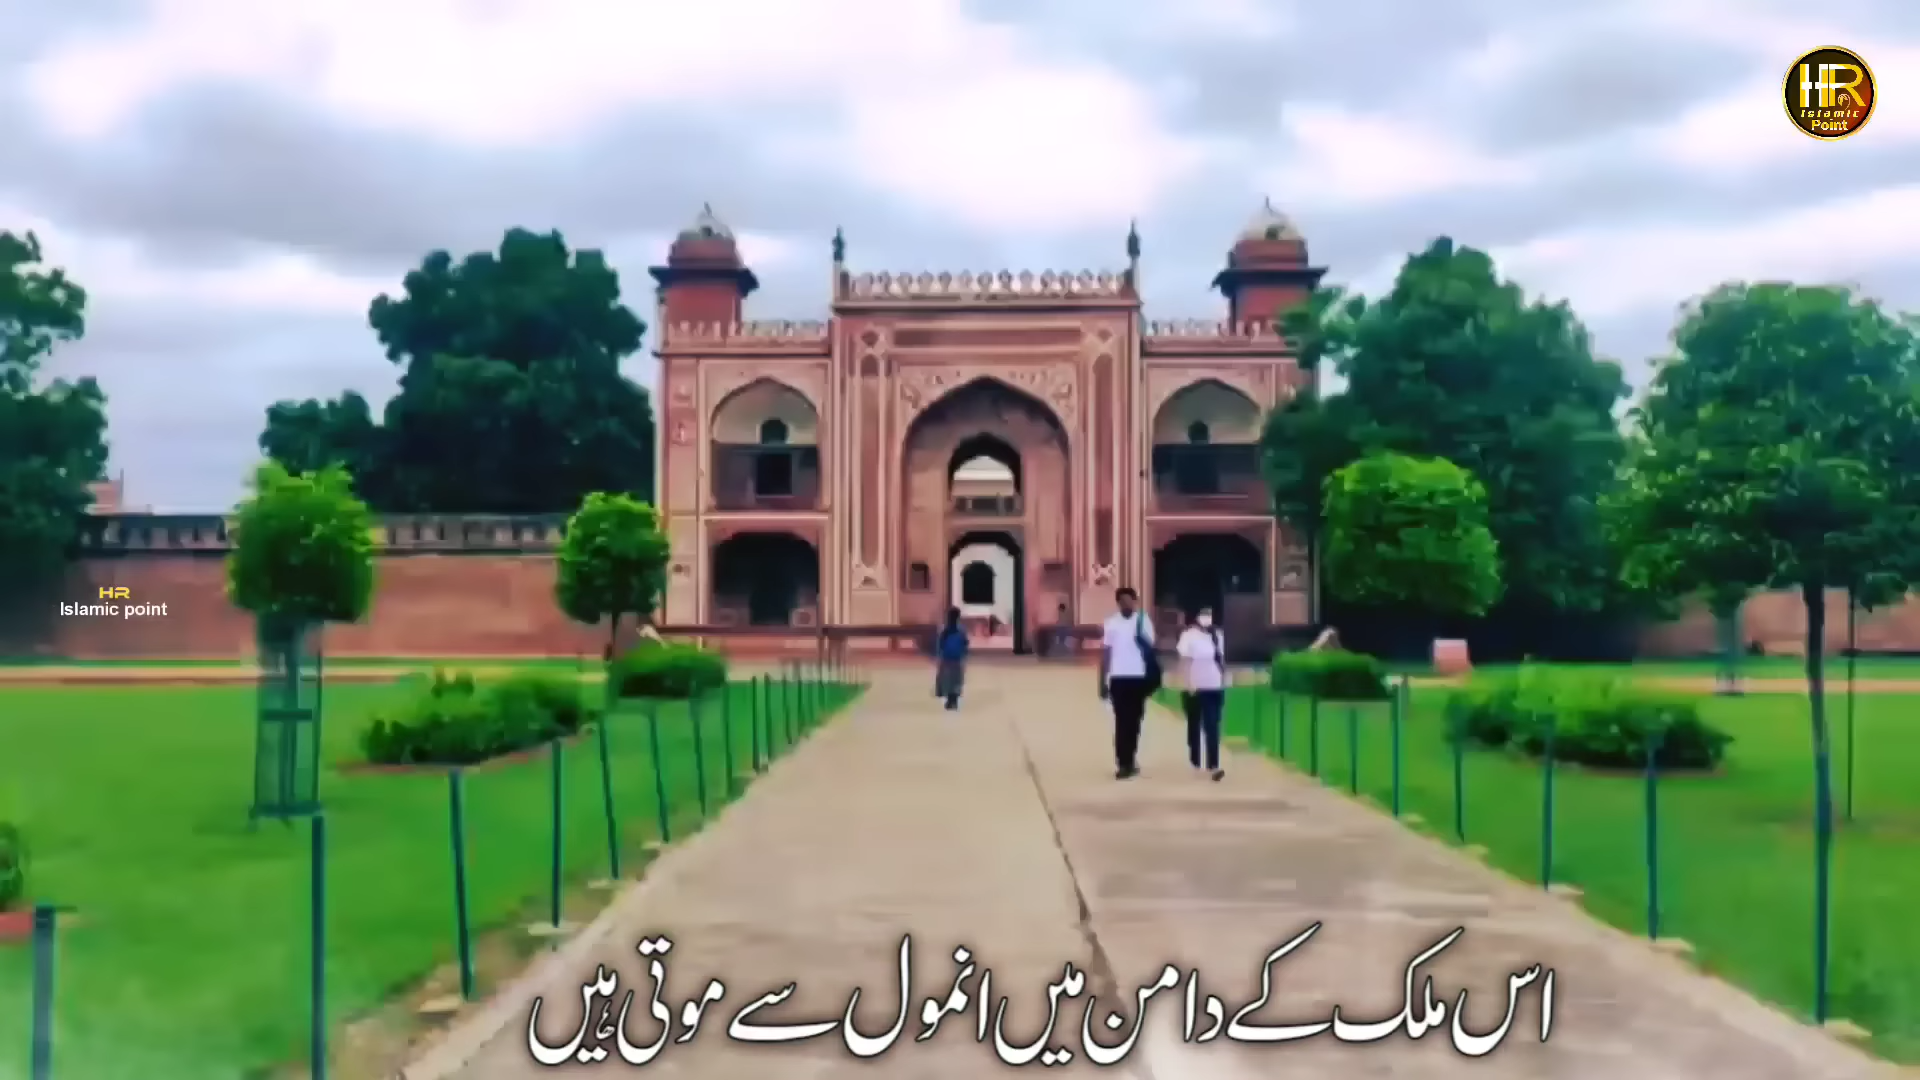 HR
Islamic
Point
HR
Islamic point
اس ملک کے دامن میں انمول سے موتی ہیں